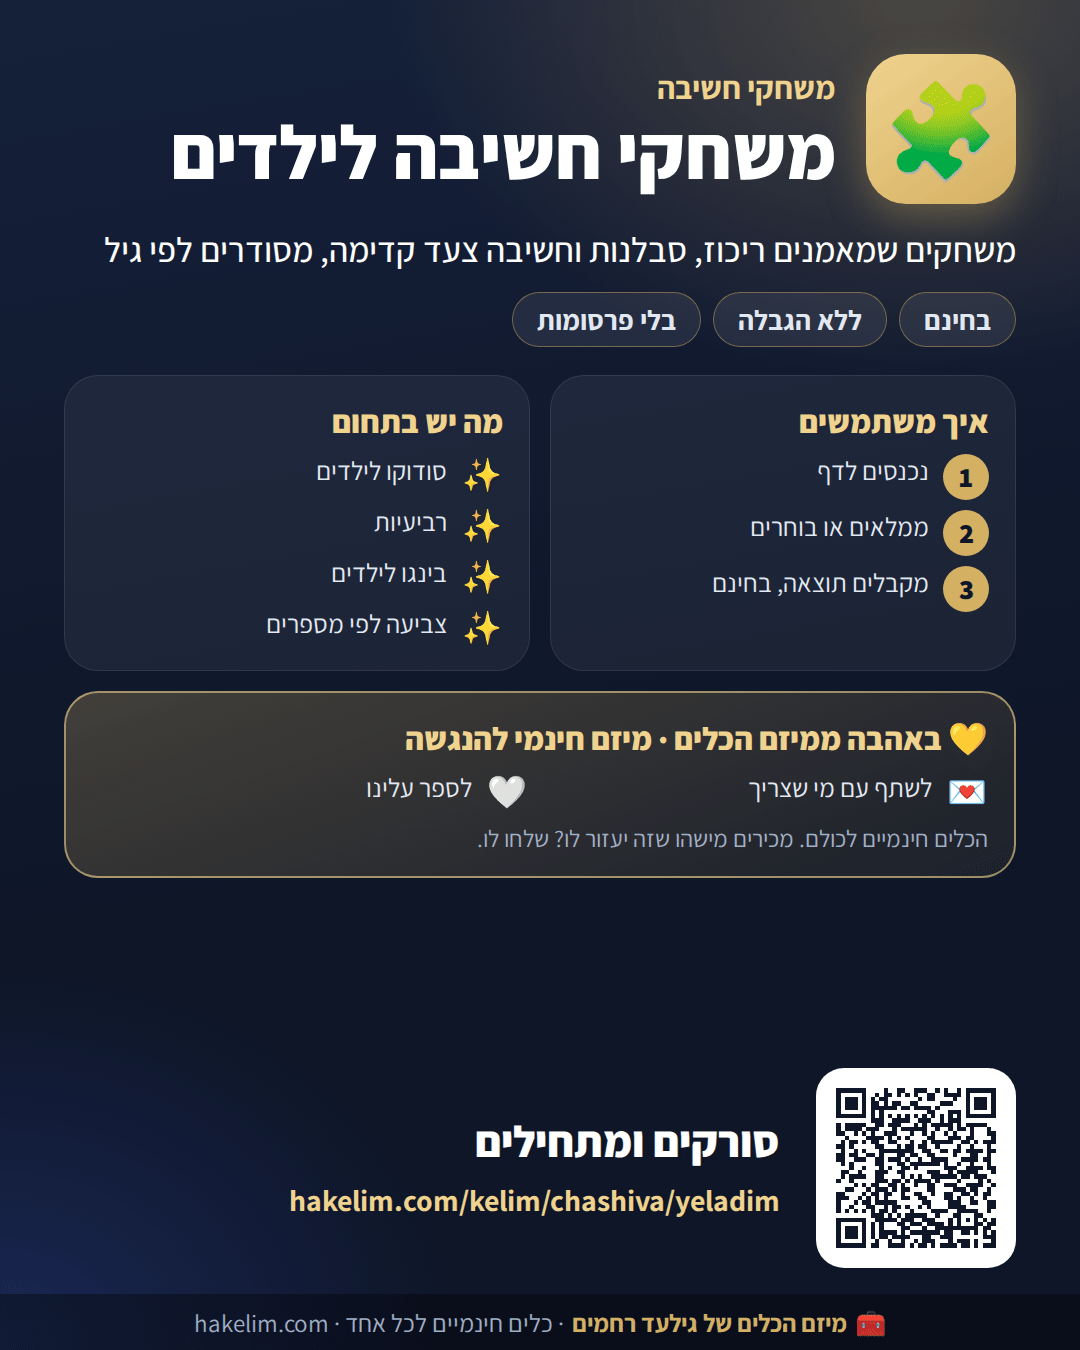 משחקי חשיבה
משחקי חשיבה לילדים
משחקים שמאמנים ריכוז, סבלנות וחשיבה צעד קדימה, מסודרים לפי גיל
בחינם
ללא הגבלה
בלי פרסומות
איך משתמשים
1 נכנסים לדף
2 ממלאים או בוחרים
3 מקבלים תוצאה, בחינם
מה יש בתחום
סודוקו לילדים
רביעיות
בינגו לילדים
צביעה לפי מספרים
באהבה ממיזם הכלים · מיזם חינמי להנגשה
לשתף עם מי שצריך
לספר עלינו
הכלים חינמיים לכולם. מכירים מישהו שזה יעזור לו? שלחו לו.
סורקים ומתחילים
hakelim.com/kelim/chashiva/yeladim
מיזם הכלים של גילעד רחמים · כלים חינמיים לכל אחד · hakelim.com